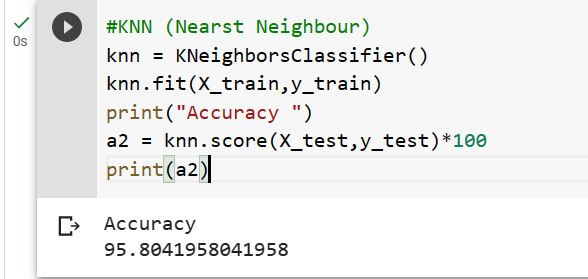 #KNN (Nearst Neighbour)
0s
knn = KNeighborsClassifier()
knn.fit(X_train,y_train)
print("Accuracy ")
a2 = knn.score(X_test,y_test)*100
print(a2)
Accuracy
95.8041958041958